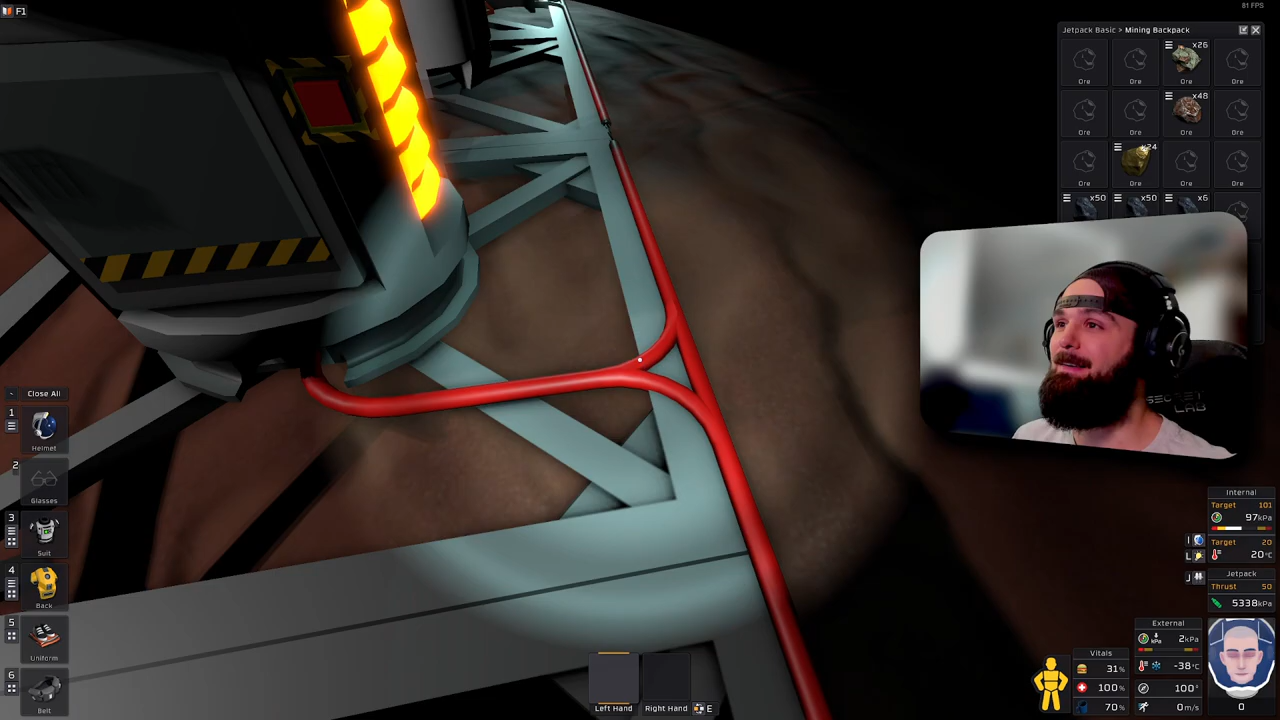 F1
81 FPS
Jetpack Basic > Mining Backpack
x26
Ore Ore Ore Ore
x48
Ore Ore Ore Ore
x24
Ore Ore Ore Ore
x50 x50 x6
SECRET
LAB
Close All
1
Helmet
2
Glasses
3
Suit
4
Back
5
Uniform
6
Belt
Left Hand Right Hand E
Internal
Target 101
97kPa
Target 20
20°C
I
L
J
Jetpack
Thrust 50
5338kPa
External
kPa 2kPa
-38°C
100°
0m/s
Vitals
31%
100%
70%
0